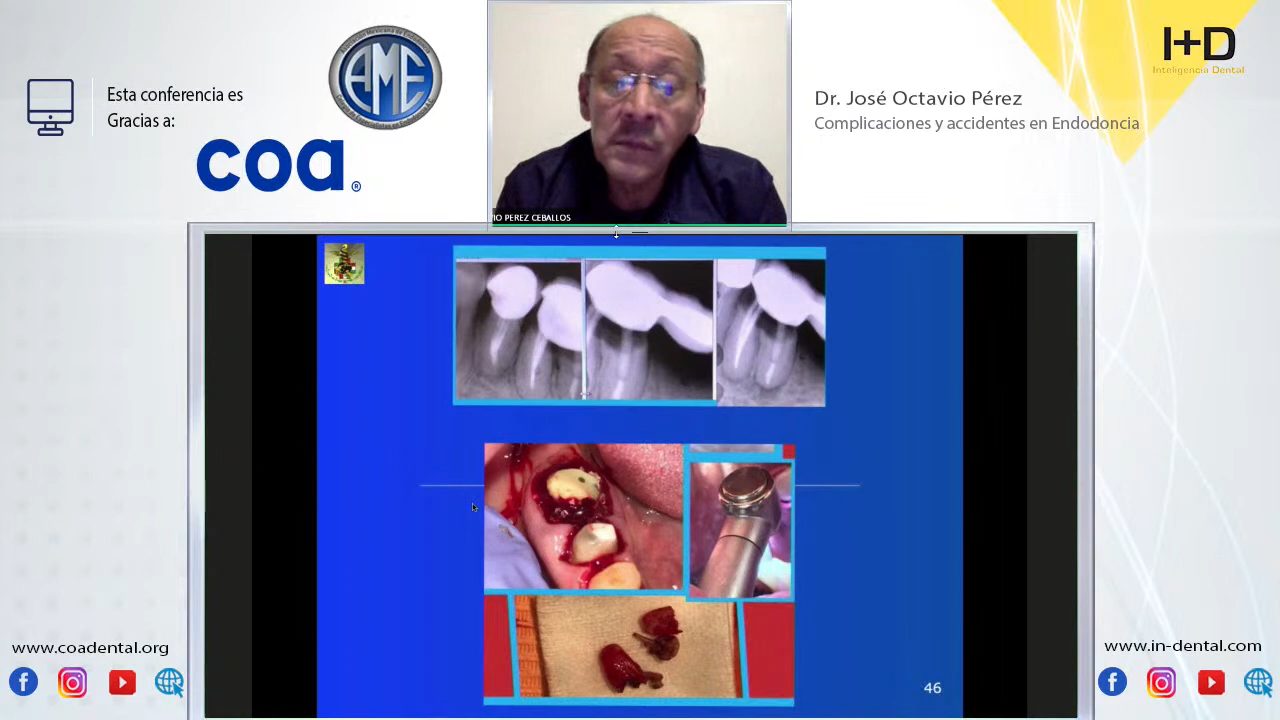 Esta conferencia es
Gracias a:
AME
coa®
I+D
Inteligencia Dental
Dr. José Octavio Pérez
Complicaciones y accidentes en Endodoncia
IO PEREZ CEBALLOS
46
www.coadental.org
www.in-dental.com